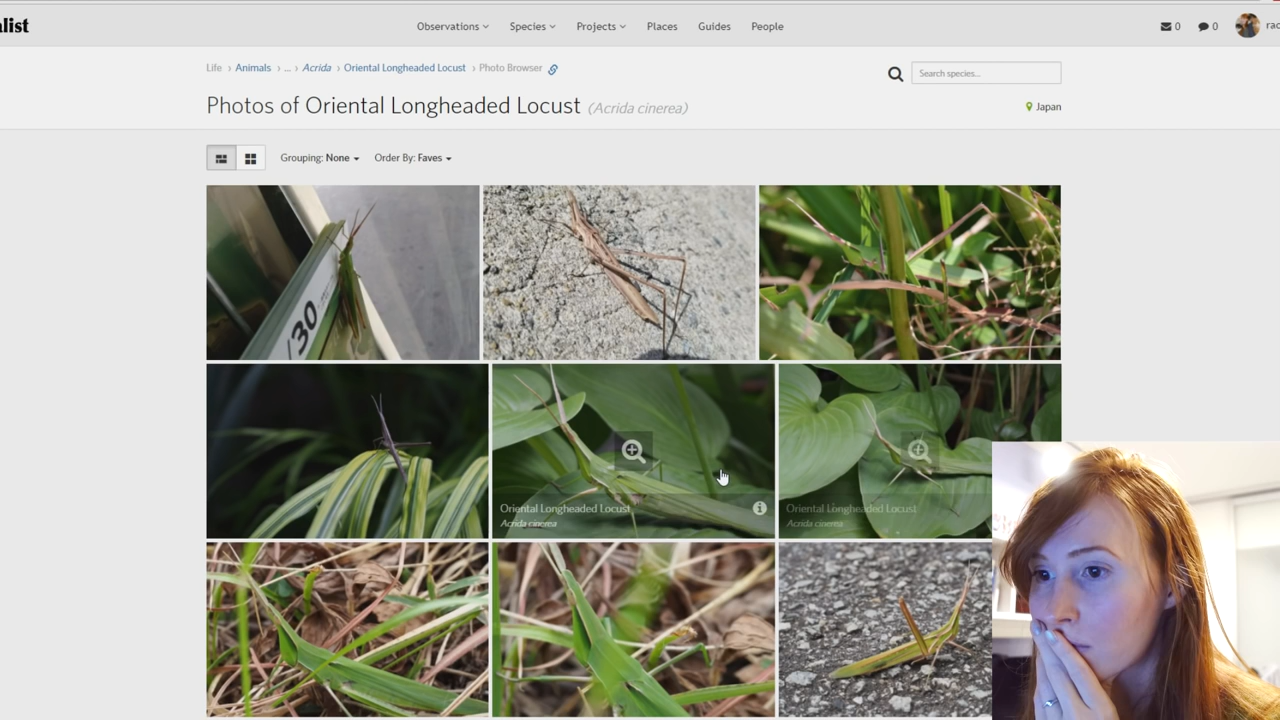 alist
Observations Species Projects Places Guides People
0 0
Life › Animals › ... › Acrida › Oriental Longheaded Locust › Photo Browser
Search species...
Photos of Oriental Longheaded Locust (Acrida cinerea)
Japan
Grouping: None Order By: Faves
/30
Oriental Longheaded Locust
Acrida cinerea
Oriental Longheaded Locust
Acrida cinerea